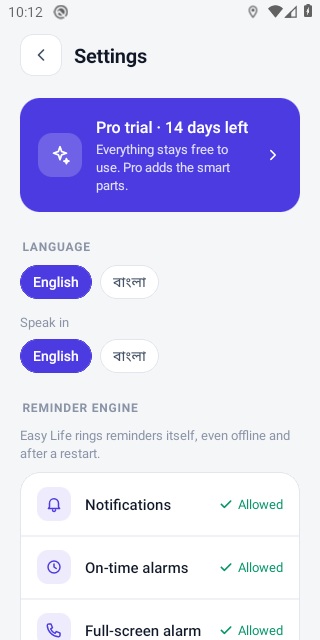 10:12
Settings
Pro trial · 14 days left
Everything stays free to
use. Pro adds the smart
parts.
LANGUAGE
English
বাংলা
Speak in
English
বাংলা
REMINDER ENGINE
Easy Life rings reminders itself, even offline and
after a restart.
Notifications
Allowed
On-time alarms
Allowed
Full-screen alarm
Allowed